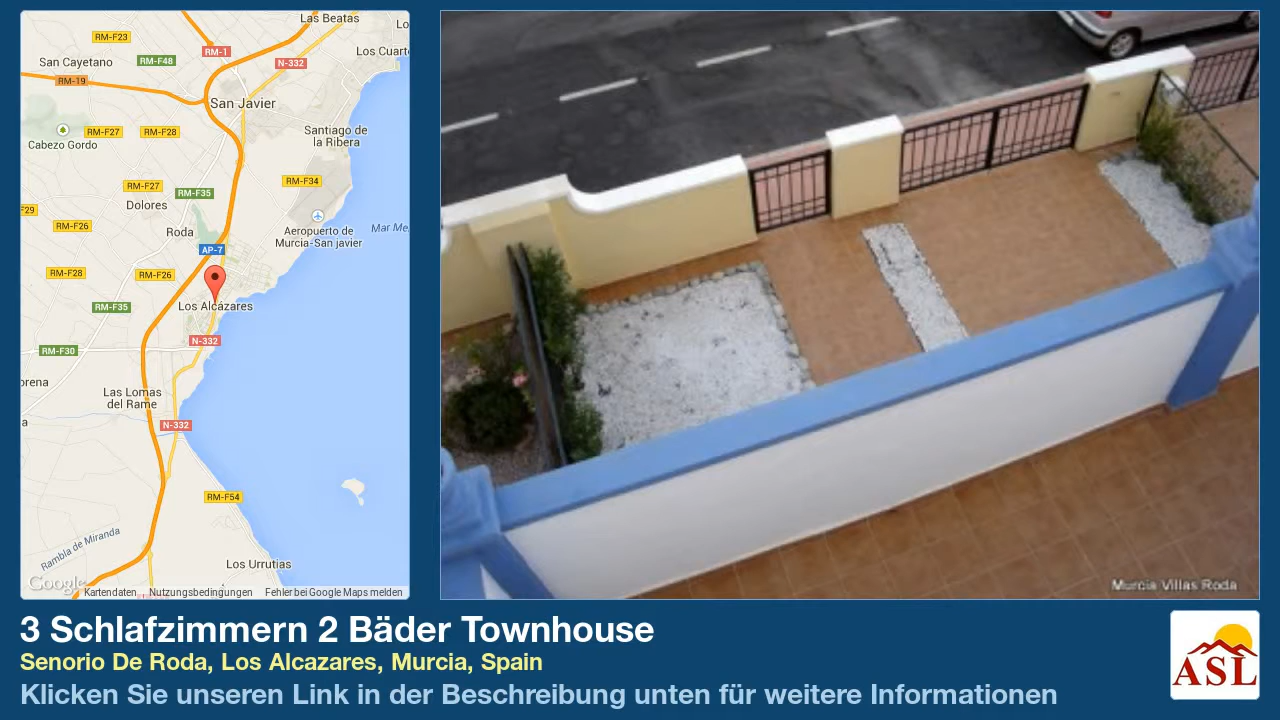 Las Beatas
Lo
RM-F23
RM-1
Los Cuart
San Cayetano
RM-F48
N-332
RM-19
San Javier
RM-F27
RM-F28
Santiago de
la Ribera
Cabezo Gordo
RM-F27
RM-F34
RM-F35
F29
Dolores
RM-F26
Roda
Aeropuerto de
Murcia-San javier
Mar Me
AP-7
RM-F28
RM-F26
RM-F35
Los Alcázares
N-332
RM-F30
orena
Las Lomas
del Rame
a
N-332
RM-F54
Rambla de Miranda
Los Urrutias
Google
Kartendaten Nutzungsbedingungen Fehler bei Google Maps melden
Murcia Villas Roda
3 Schlafzimmern 2 Bäder Townhouse
Senorio De Roda, Los Alcazares, Murcia, Spain
Klicken Sie unseren Link in der Beschreibung unten für weitere Informationen
ASL